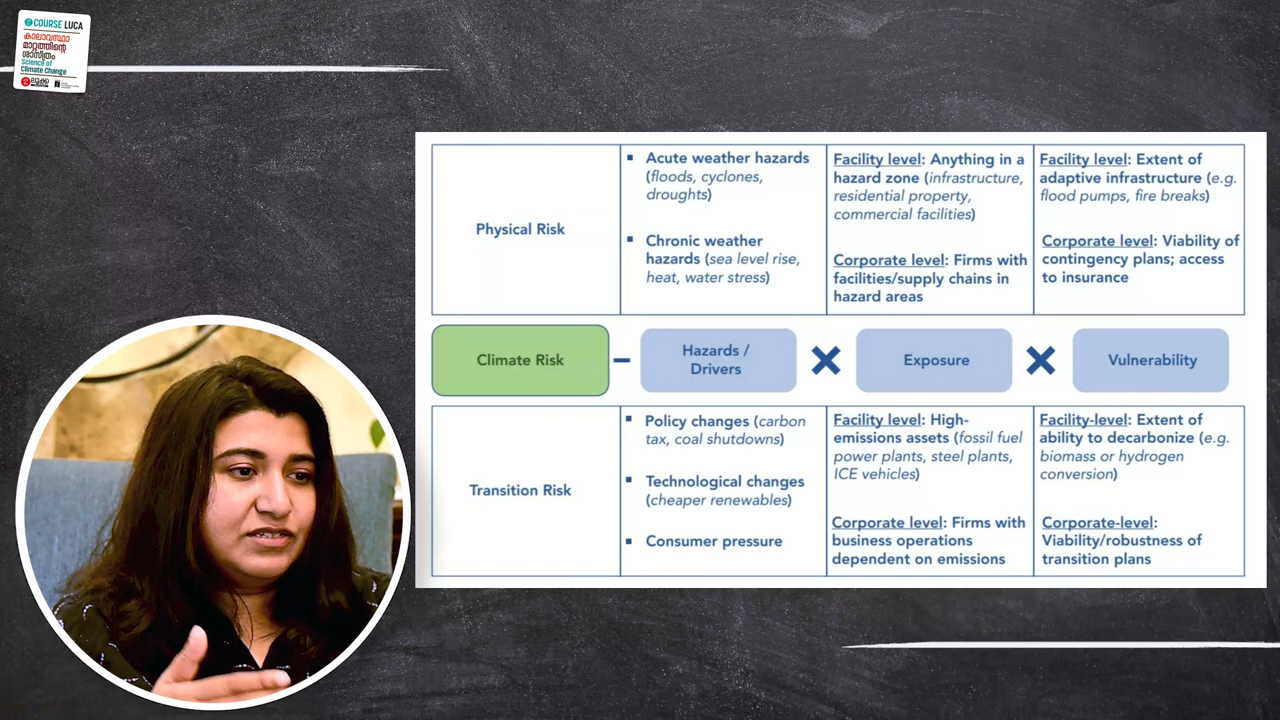 COURSE LUCA
കാലാവസ്ഥാ
മാറ്റത്തിന്റെ
ശാസ്ത്രം
Science of
Climate Change
ലൂക്ക
Physical Risk
▪ Acute weather hazards
(floods, cyclones,
droughts)
▪ Chronic weather
hazards (sea level rise,
heat, water stress)
Facility level: Anything in a
hazard zone (infrastructure,
residential property,
commercial facilities)
Corporate level: Firms with
facilities/supply chains in
hazard areas
Facility level: Extent of
adaptive infrastructure (e.g.
flood pumps, fire breaks)
Corporate level: Viability of
contingency plans; access
to insurance
Climate Risk
Hazards /
Drivers
Exposure
Vulnerability
Transition Risk
▪ Policy changes (carbon
tax, coal shutdowns)
▪ Technological changes
(cheaper renewables)
▪ Consumer pressure
Facility level: High-
emissions assets (fossil fuel
power plants, steel plants,
ICE vehicles)
Corporate level: Firms with
business operations
dependent on emissions
Facility-level: Extent of
ability to decarbonize (e.g.
biomass or hydrogen
conversion)
Corporate-level:
Viability/robustness of
transition plans